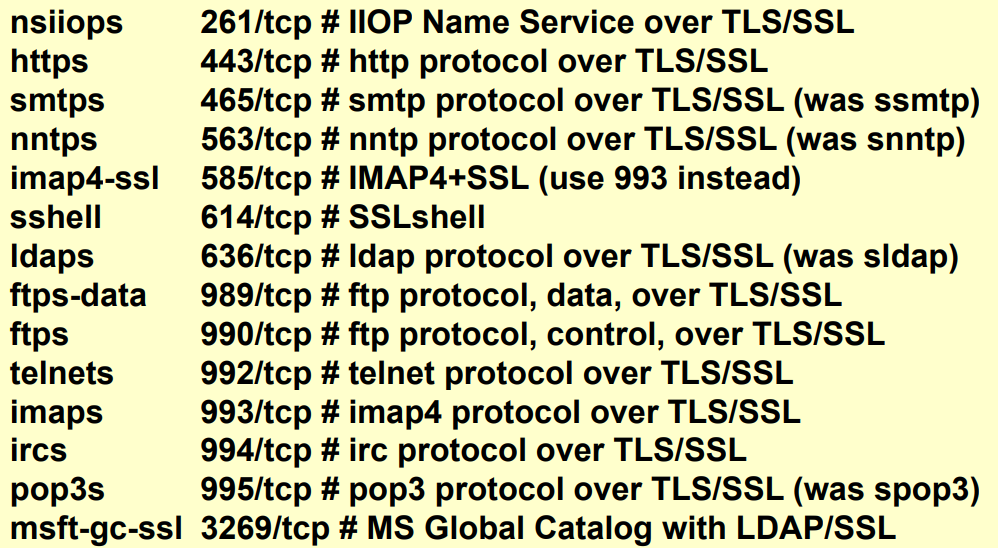 nsiiops 261/tcp # IIOP Name Service over TLS/SSL
https 443/tcp # http protocol over TLS/SSL
smtps 465/tcp # smtp protocol over TLS/SSL (was ssmtp)
nntps 563/tcp # nntp protocol over TLS/SSL (was snntp)
imap4-ssl 585/tcp # IMAP4+SSL (use 993 instead)
sshell 614/tcp # SSLshell
ldaps 636/tcp # ldap protocol over TLS/SSL (was sldap)
ftps-data 989/tcp # ftp protocol, data, over TLS/SSL
ftps 990/tcp # ftp protocol, control, over TLS/SSL
telnets 992/tcp # telnet protocol over TLS/SSL
imaps 993/tcp # imap4 protocol over TLS/SSL
ircs 994/tcp # irc protocol over TLS/SSL
pop3s 995/tcp # pop3 protocol over TLS/SSL (was spop3)
msft-gc-ssl 3269/tcp # MS Global Catalog with LDAP/SSL